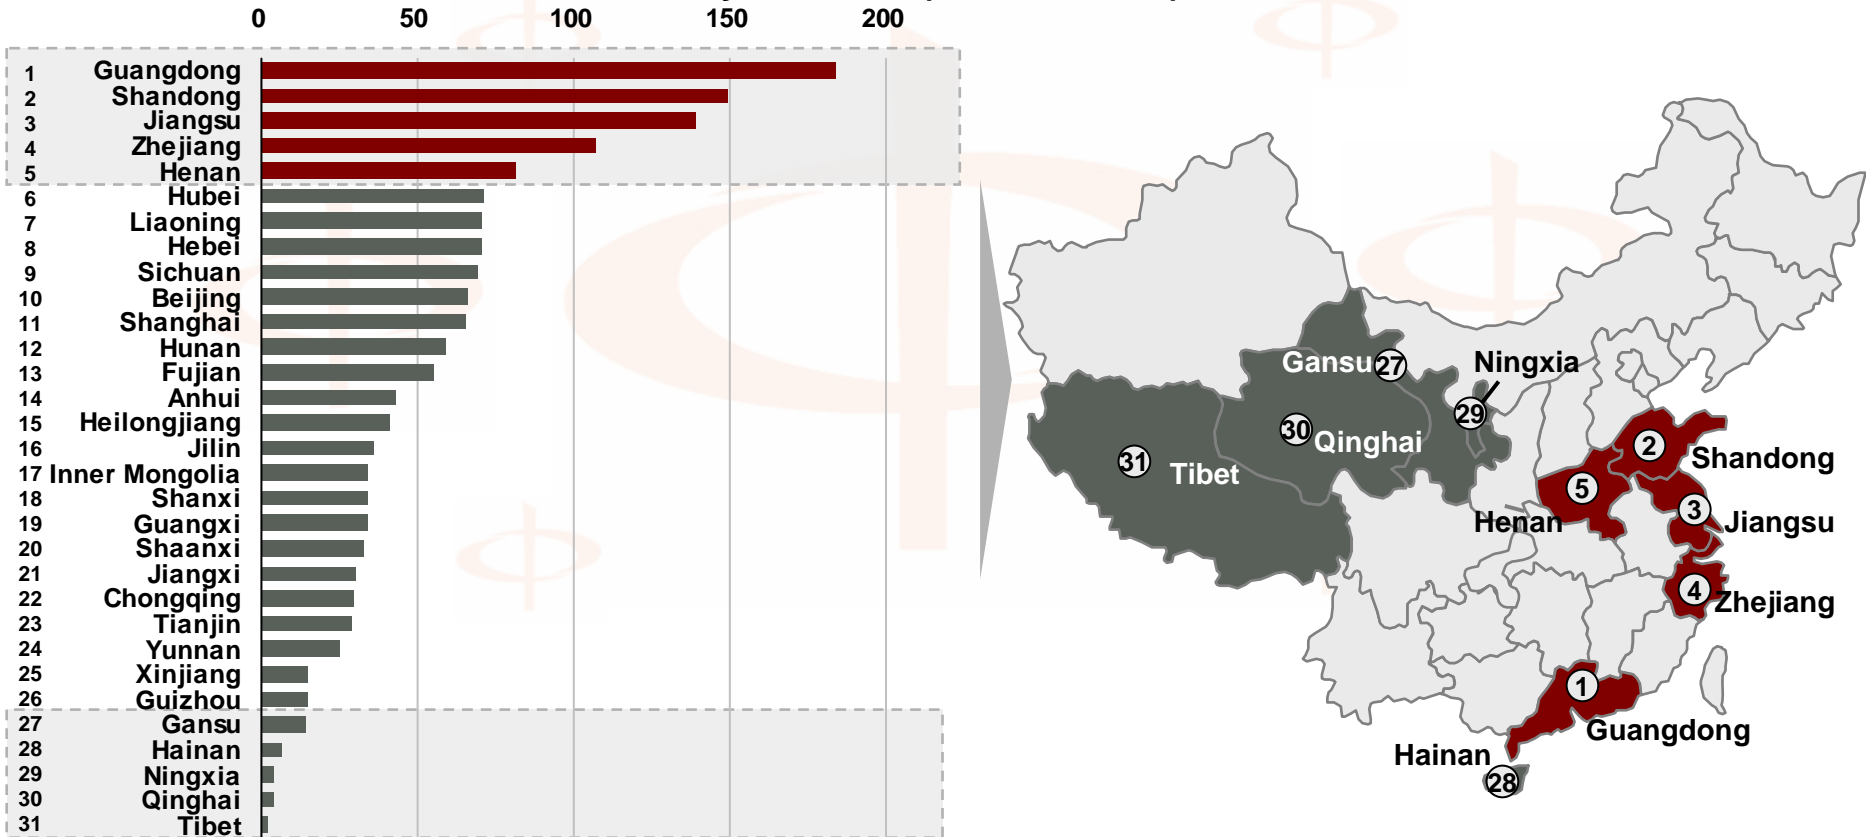 0 50 100 150 200
1 Guangdong
2 Shandong
3 Jiangsu
4 Zhejiang
5 Henan
6 Hubei
7 Liaoning
8 Hebei
9 Sichuan
10 Beijing
11 Shanghai
12 Hunan
13 Fujian
14 Anhui
15 Heilongjiang
16 Jilin
17 Inner Mongolia
18 Shanxi
19 Guangxi
20 Shaanxi
21 Jiangxi
22 Chongqing
23 Tianjin
24 Yunnan
25 Xinjiang
26 Guizhou
27 Gansu
28 Hainan
29 Ningxia
30 Qinghai
31 Tibet
Gansu 27
Ningxia
29
30 Qinghai
31 Tibet
2
Shandong
5
Henan
3
Jiangsu
4 Zhejiang
1
Guangdong
Hainan
28